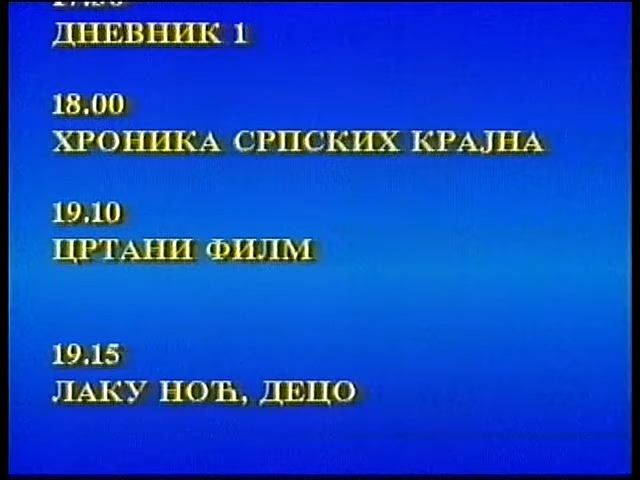 ДНЕВНИК 1
18.00
ХРОНИКА СРПСКИХ КРАЈНА
19.10
ЦРТАНИ ФИЛМ
19.15
ЛАКУ НОЋ, ДЕЦО